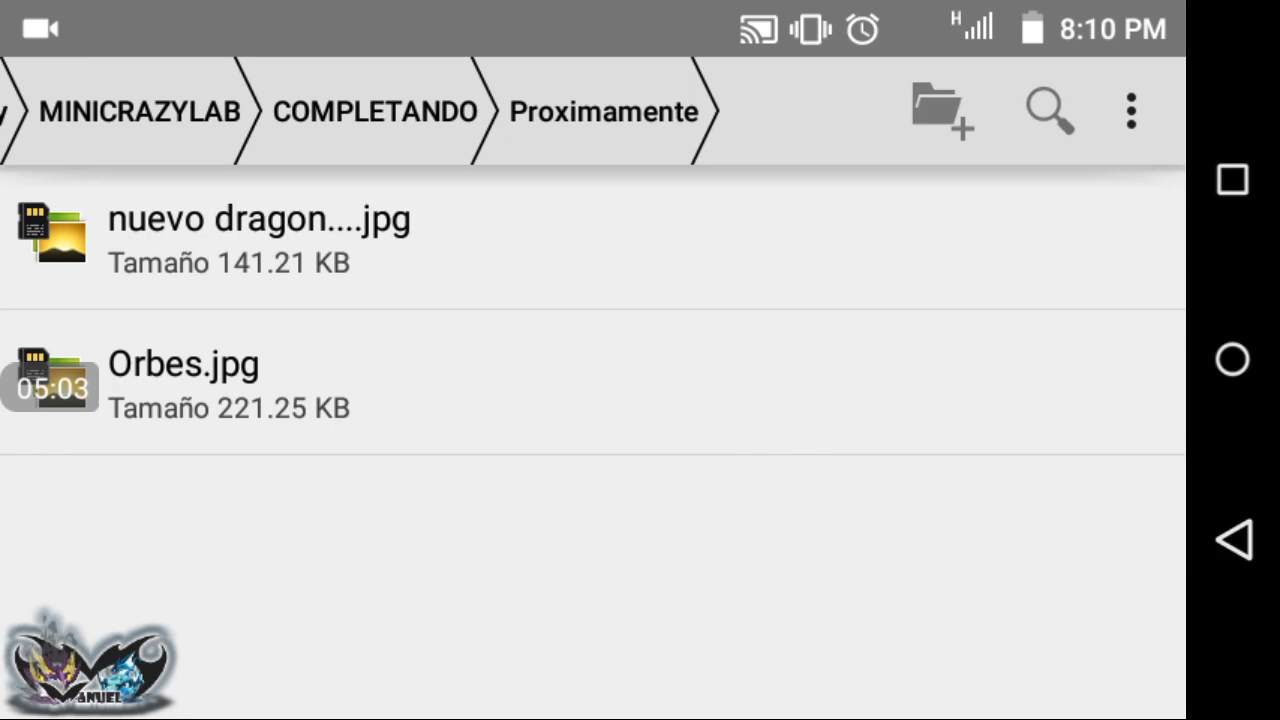 H 8:10 PM
y MINICRAZYLAB COMPLETANDO Proximamente
nuevo dragon....jpg
Tamaño 141.21 KB
Orbes.jpg
05:03
Tamaño 221.25 KB
ANUEL